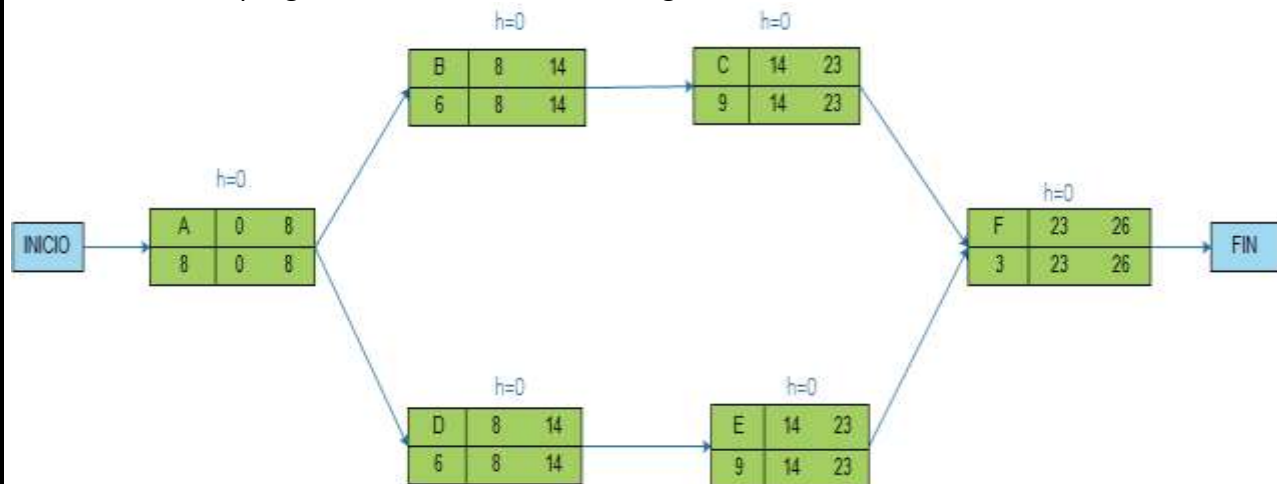 h=0
h=0
B 8 14
6 8 14
C 14 23
9 14 23
h=0
INICIO
A 0 8
8 0 8
h=0
F 23 26
3 23 26
FIN
h=0
h=0
D 8 14
6 8 14
E 14 23
9 14 23